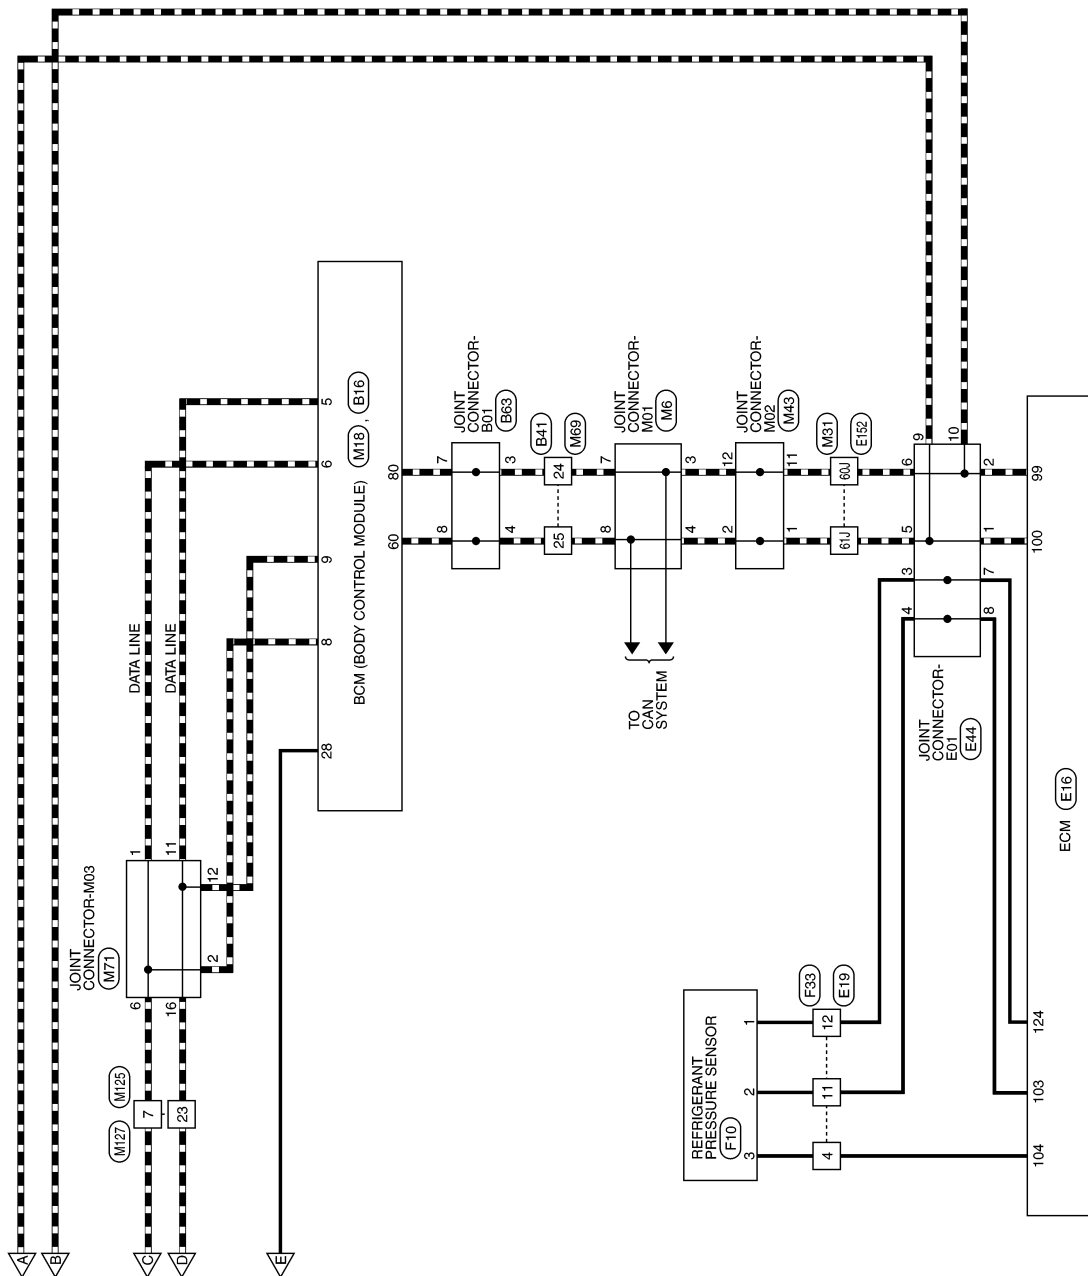 A
B
C
D
E
DATA LINE
DATA LINE
JOINT
CONNECTOR-M03
M71
1
11
12
2
6
16
M125
M127
7
23
5
6
9
8
28
BCM (BODY CONTROL MODULE)
M18 , B16
80
60
7
8
JOINT
CONNECTOR-
B01
B63
3
4
B41
M69
24
25
7
8
JOINT
CONNECTOR-
M01
M6
3
4
TO
CAN
SYSTEM
12
2
JOINT
CONNECTOR-
M02
M43
11
1
M31
E152
60J
61J
9
10
6
5
3
4
2
1
7
8
JOINT
CONNECTOR-
E01
E44
REFRIGERANT
PRESSURE SENSOR
F10
1
2
3
F33
E19
12
11
4
99
100
124
103
104
ECM E16